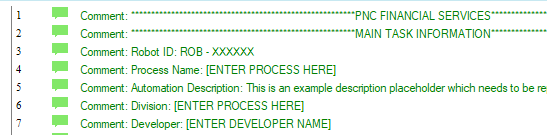 1 Comment: *********************************************************PNC FINANCIAL SERVICES***************
2 Comment: *********************************************************MAIN TASK INFORMATION***************
3 Comment: Robot ID: ROB - XXXXXX
4 Comment: Process Name: [ENTER PROCESS HERE]
5 Comment: Automation Description: This is an example description placeholder which needs to be re
6 Comment: Division: [ENTER PROCESS HERE]
7 Comment: Developer: [ENTER DEVELOPER NAME]